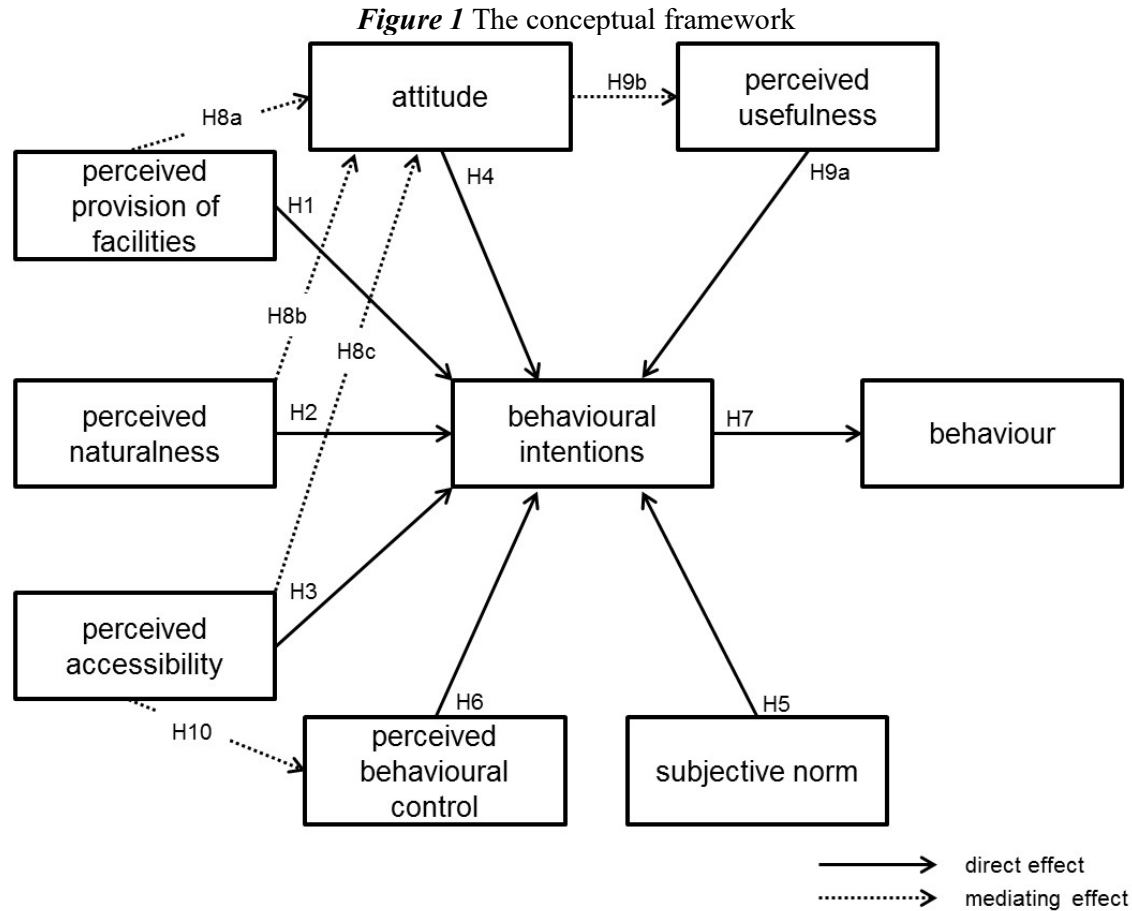 Figure 1 The conceptual framework
attitude
H9b
perceived
usefulness
H8a
perceived
provision of
facilities
H1
H4
H9a
H8b
H8c
perceived
naturalness
H2
behavioural
intentions
H7
behaviour
perceived
accessibility
H3
H10
H6
perceived
behavioural
control
H5
subjective norm
direct effect
mediating effect